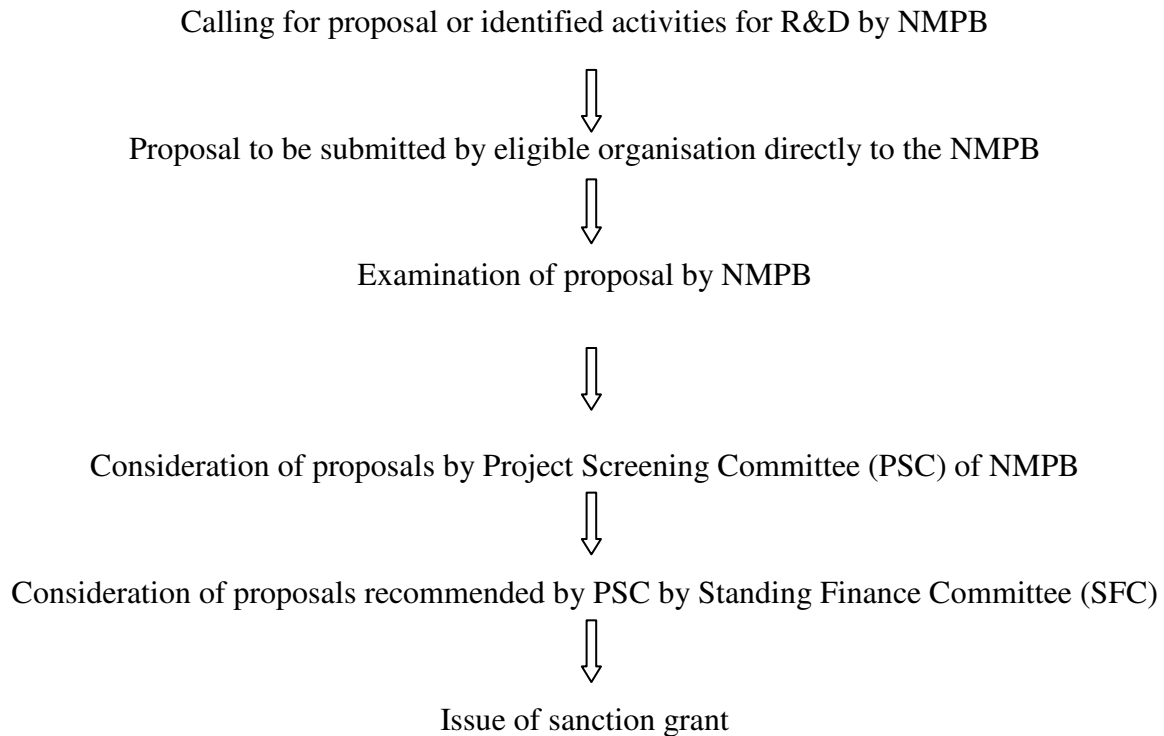 Calling for proposal or identified activities for R&D by NMPB
Proposal to be submitted by eligible organisation directly to the NMPB
Examination of proposal by NMPB
Consideration of proposals by Project Screening Committee (PSC) of NMPB
Consideration of proposals recommended by PSC by Standing Finance Committee (SFC)
Issue of sanction grant